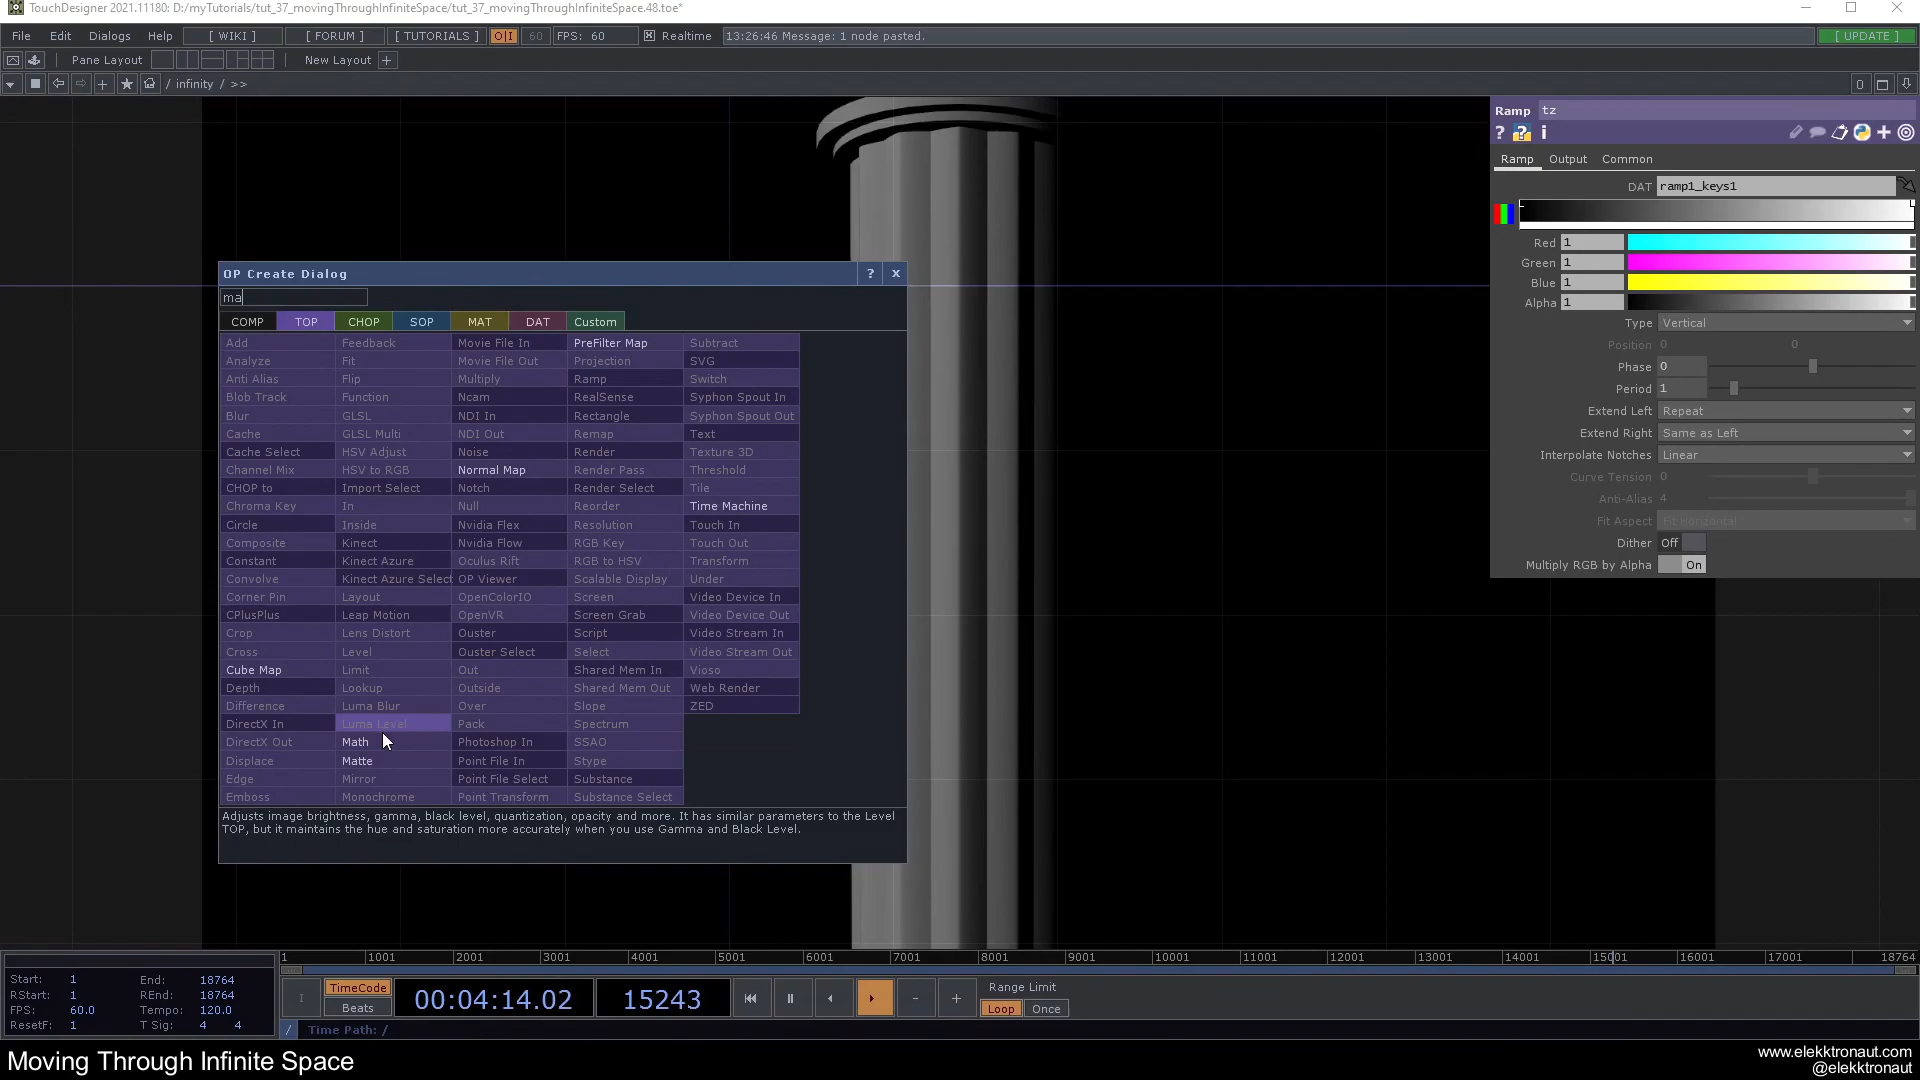 TouchDesigner 2021.11180: D:/myTutorials/tut_37_movingThroughInfiniteSpace/tut_37_movingThroughInfiniteSpace.48.toe*
File Edit Dialogs Help [ WIKI ] [ FORUM ] [ TUTORIALS ] O|I 60 FPS: 60 Realtime 13:26:46 Message: 1 node pasted. [ UPDATE ]
Pane Layout New Layout +
/ infinity / >> 0
Ramp tz
? ? i
Ramp Output Common
DAT ramp1_keys1
Red 1
Green 1
Blue 1
Alpha 1
Type Vertical
Position 0 0
Phase 0
Period 1
Extend Left Repeat
Extend Right Same as Left
Interpolate Notches Linear
Curve Tension 0
Anti-Alias 4
Fit Aspect Fit Horizontal
Dither Off
Multiply RGB by Alpha On
OP Create Dialog ? x
ma
COMP TOP CHOP SOP MAT DAT Custom
Add Feedback Movie File In PreFilter Map Subtract
Analyze Fit Movie File Out Projection SVG
Anti Alias Flip Multiply Ramp Switch
Blob Track Function Ncam RealSense Syphon Spout In
Blur GLSL NDI In Rectangle Syphon Spout Out
Cache GLSL Multi NDI Out Remap Text
Cache Select HSV Adjust Noise Render Texture 3D
Channel Mix HSV to RGB Normal Map Render Pass Threshold
CHOP to Import Select Notch Render Select Tile
Chroma Key In Null Reorder Time Machine
Circle Inside Nvidia Flex Resolution Touch In
Composite Kinect Nvidia Flow RGB Key Touch Out
Constant Kinect Azure Oculus Rift RGB to HSV Transform
Convolve Kinect Azure Select OP Viewer Scalable Display Under
Corner Pin Layout OpenColorIO Screen Video Device In
CPlusPlus Leap Motion OpenVR Screen Grab Video Device Out
Crop Lens Distort Ouster Script Video Stream In
Cross Level Ouster Select Select Video Stream Out
Cube Map Limit Out Shared Mem In Vioso
Depth Lookup Outside Shared Mem Out Web Render
Difference Luma Blur Over Slope ZED
DirectX In Luma Level Pack Spectrum
DirectX Out Math Photoshop In SSAO
Displace Matte Point File In Stype
Edge Mirror Point File Select Substance
Emboss Monochrome Point Transform Substance Select
Adjusts image brightness, gamma, black level, quantization, opacity and more. It has similar parameters to the Level
TOP, but it maintains the hue and saturation more accurately when you use Gamma and Black Level.
1 1001 2001 3001 4001 5001 6001 7001 8001 9001 10001 11001 12001 13001 14001 15001 16001 17001 18764
Start: 1 End: 18764
RStart: 1 REnd: 18764
FPS: 60.0 Tempo: 120.0
ResetF: 1 T Sig: 4 4
TimeCode
Beats
00:04:14.02 15243
- +
Range Limit
Loop Once
/ Time Path: /
Moving Through Infinite Space
www.elekktronaut.com
@elekktronaut